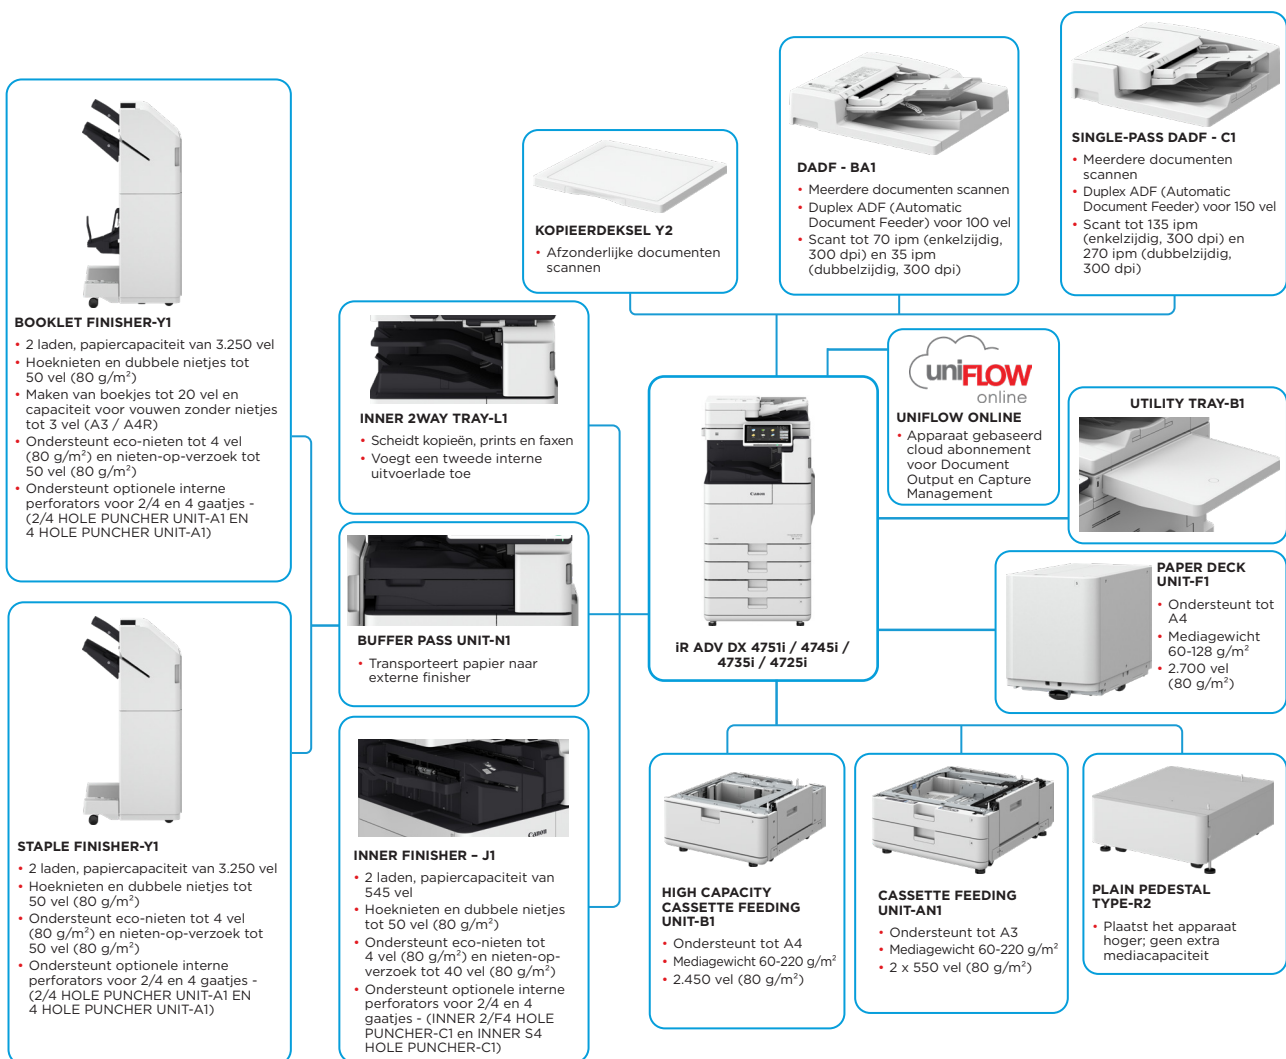 BOOKLET FINISHER-Y1
• 2 laden, papiercapaciteit van 3.250 vel
• Hoeknieten en dubbele nietjes tot
50 vel (80 g/m²)
• Maken van boekjes tot 20 vel en
capaciteit voor vouwen zonder nietjes
tot 3 vel (A3 / A4R)
• Ondersteunt eco-nieten tot 4 vel
(80 g/m²) en nieten-op-verzoek tot
50 vel (80 g/m²)
• Ondersteunt optionele interne
perforators voor 2/4 en 4 gaatjes -
(2/4 HOLE PUNCHER UNIT-A1 EN
4 HOLE PUNCHER UNIT-A1)
STAPLE FINISHER-Y1
• 2 laden, papiercapaciteit van 3.250 vel
• Hoeknieten en dubbele nietjes tot
50 vel (80 g/m²)
• Ondersteunt eco-nieten tot 4 vel
(80 g/m²) en nieten-op-verzoek tot
50 vel (80 g/m²)
• Ondersteunt optionele interne
perforators voor 2/4 en 4 gaatjes -
(2/4 HOLE PUNCHER UNIT-A1 EN
4 HOLE PUNCHER UNIT-A1)
INNER 2WAY TRAY-L1
• Scheidt kopieën, prints en faxen
• Voegt een tweede interne
uitvoerlade toe
BUFFER PASS UNIT-N1
• Transporteert papier naar
externe finisher
Canon
INNER FINISHER – J1
• 2 laden, papiercapaciteit van
545 vel
• Hoeknieten en dubbele nietjes
tot 50 vel (80 g/m²)
• Ondersteunt eco-nieten tot
4 vel (80 g/m²) en nieten-op-
verzoek tot 40 vel (80 g/m²)
• Ondersteunt optionele interne
perforators voor 2/4 en 4
gaatjes - (INNER 2/F4 HOLE
PUNCHER-C1 en INNER S4
HOLE PUNCHER-C1)
KOPIEERDEKSEL Y2
• Afzonderlijke documenten
scannen
DADF - BA1
• Meerdere documenten scannen
• Duplex ADF (Automatic
Document Feeder) voor 100 vel
• Scant tot 70 ipm (enkelzijdig,
300 dpi) en 35 ipm
(dubbelzijdig, 300 dpi)
SINGLE-PASS DADF - C1
• Meerdere documenten
scannen
• Duplex ADF (Automatic
Document Feeder) voor 150 vel
• Scant tot 135 ipm
(enkelzijdig, 300 dpi) en
270 ipm (dubbelzijdig,
300 dpi)
Canon
iR ADV DX 4751i / 4745i /
4735i / 4725i
uniFLOW
online
UNIFLOW ONLINE
• Apparaat gebaseerd
cloud abonnement
voor Document
Output en Capture
Management
UTILITY TRAY-B1
PAPER DECK
UNIT-F1
• Ondersteunt tot
A4
• Mediagewicht
60-128 g/m²
• 2.700 vel
(80 g/m²)
HIGH CAPACITY
CASSETTE FEEDING
UNIT-B1
• Ondersteunt tot A4
• Mediagewicht 60-220 g/m²
• 2.450 vel (80 g/m²)
CASSETTE FEEDING
UNIT-AN1
• Ondersteunt tot A3
• Mediagewicht 60-220 g/m²
• 2 x 550 vel (80 g/m²)
PLAIN PEDESTAL
TYPE-R2
• Plaatst het apparaat
hoger; geen extra
mediacapaciteit